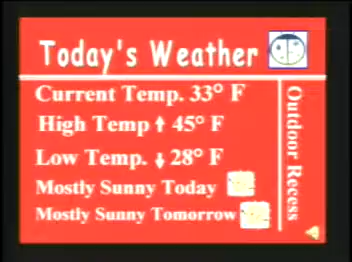 Today's Weather
Current Temp. 33° F
High Temp ↑ 45° F
Low Temp. ↓ 28° F
Mostly Sunny Today
Mostly Sunny Tomorrow
Outdoor Recess